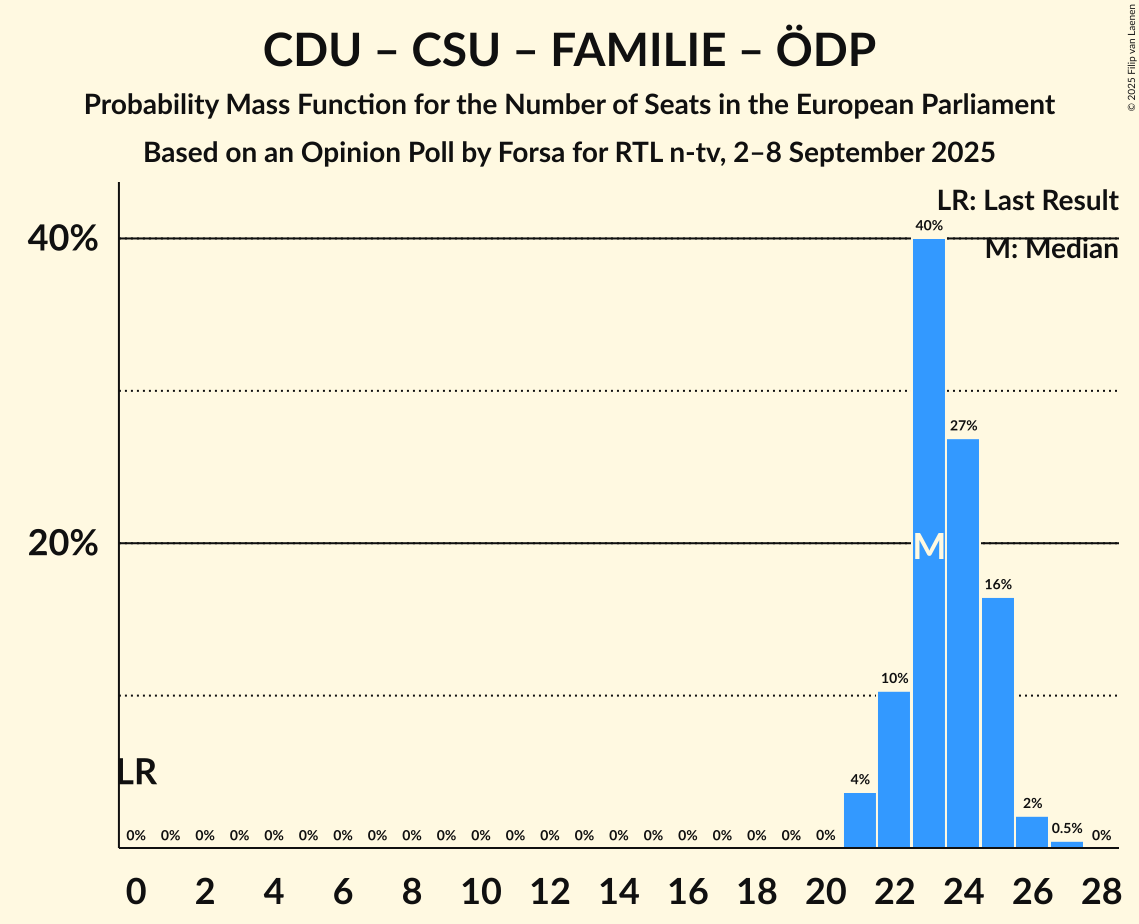 CDU – CSU – FAMILIE – ÖDP
Probability Mass Function for the Number of Seats in the European Parliament
Based on an Opinion Poll by Forsa for RTL n-tv, 2–8 September 2025
© 2025 Filip van Laenen
LR: Last Result
M: Median
40%
40%
27%
20%
M
16%
10%
LR
4%
2%
0.5%
0% 0% 0% 0% 0% 0% 0% 0% 0% 0% 0% 0% 0% 0% 0% 0% 0% 0% 0% 0% 0% 0%
0 2 4 6 8 10 12 14 16 18 20 22 24 26 28